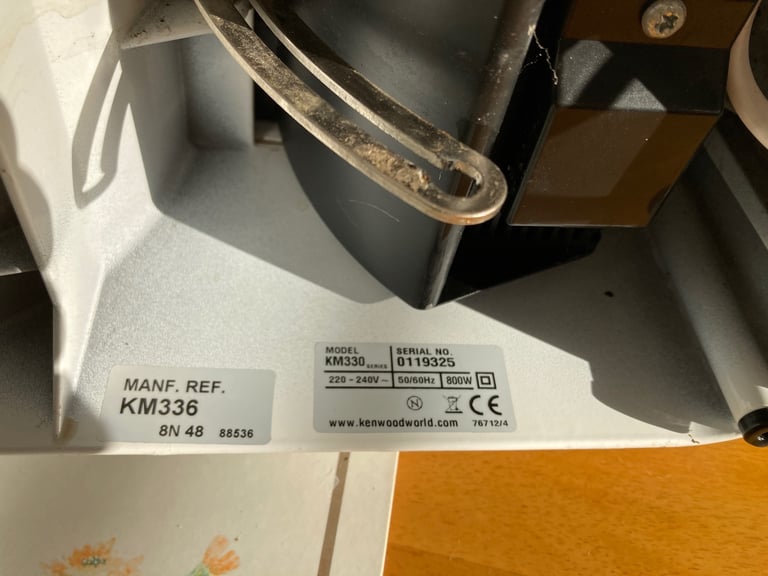 MANF. REF.
KM336
8N 48 88536
MODEL
KM330 SERIES
SERIAL NO.
0119325
220 - 240V ~ 50/60Hz 800W
N
CE
www.kenwoodworld.com 76712/4